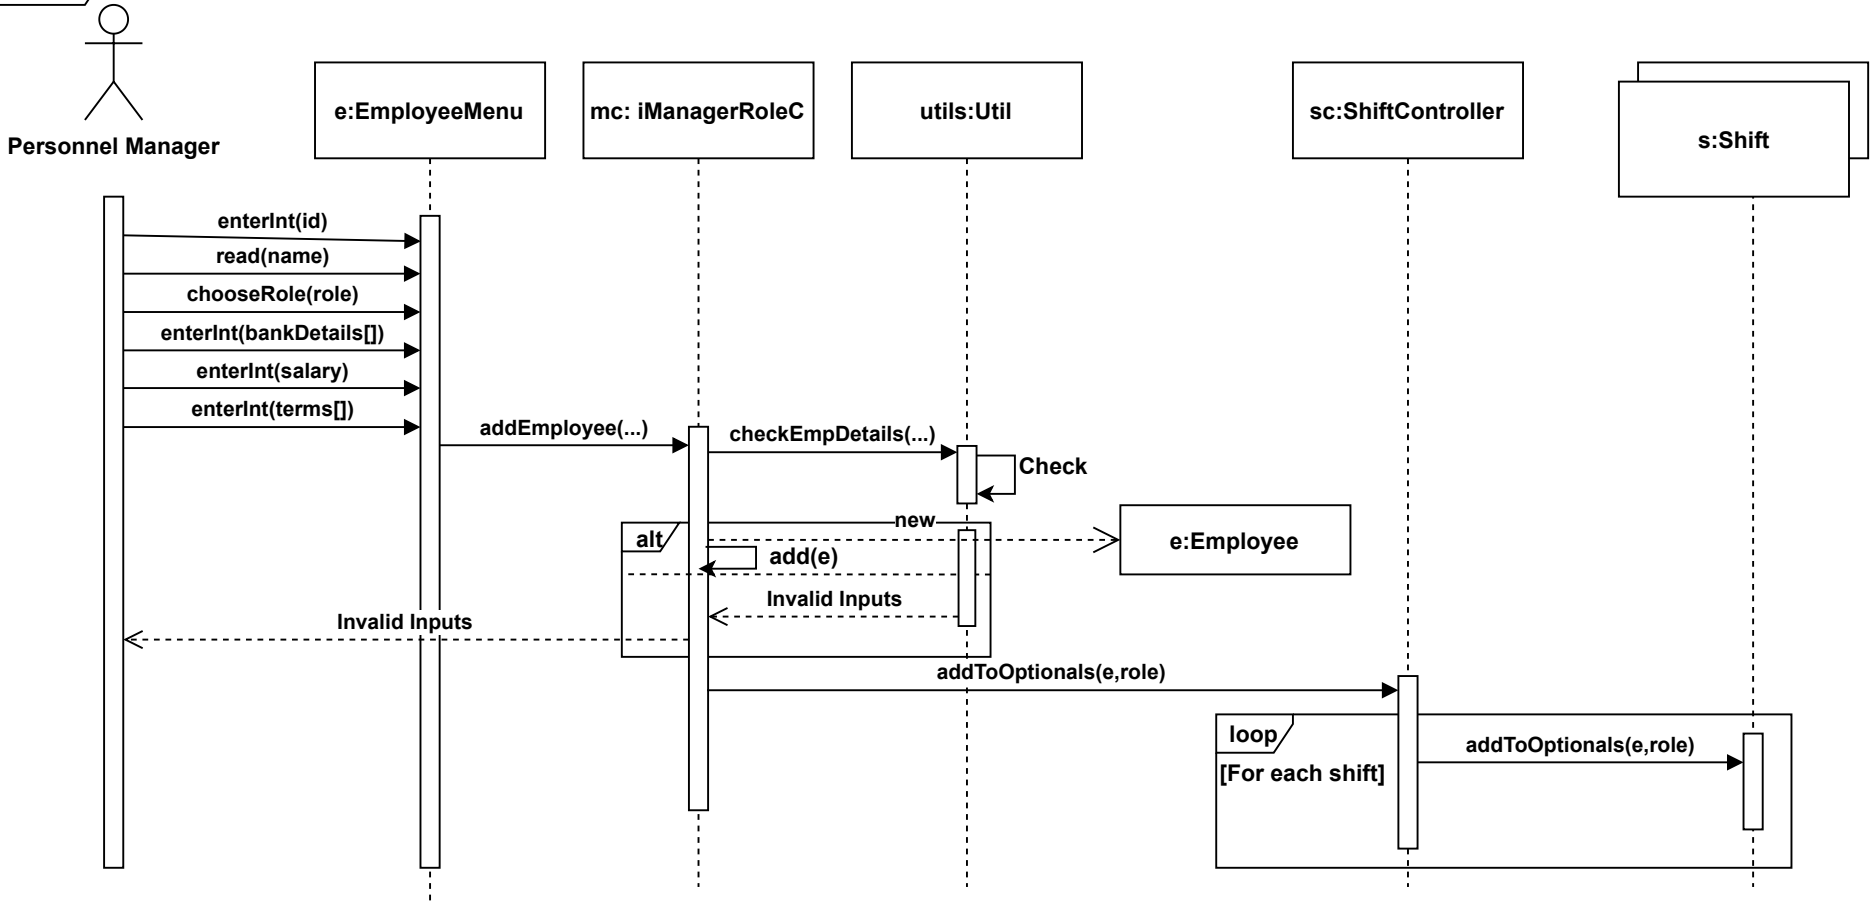 Personnel Manager
e:EmployeeMenu
mc: iManagerRoleC
utils:Util
sc:ShiftController
s:Shift
enterInt(id)
read(name)
chooseRole(role)
enterInt(bankDetails[])
enterInt(salary)
enterInt(terms[])
addEmployee(...)
checkEmpDetails(...)
Check
new
alt
e:Employee
add(e)
Invalid Inputs
Invalid Inputs
addToOptionals(e,role)
loop
addToOptionals(e,role)
[For each shift]